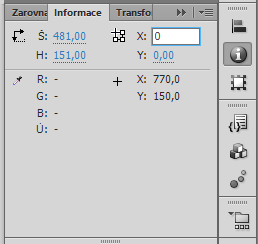 Zarovna Informace Transfo
Š: 481,00 X: 0
H: 151,00 Y: 0,00
R: - X: 770,0
G: - Y: 150,0
B: -
Ú: -